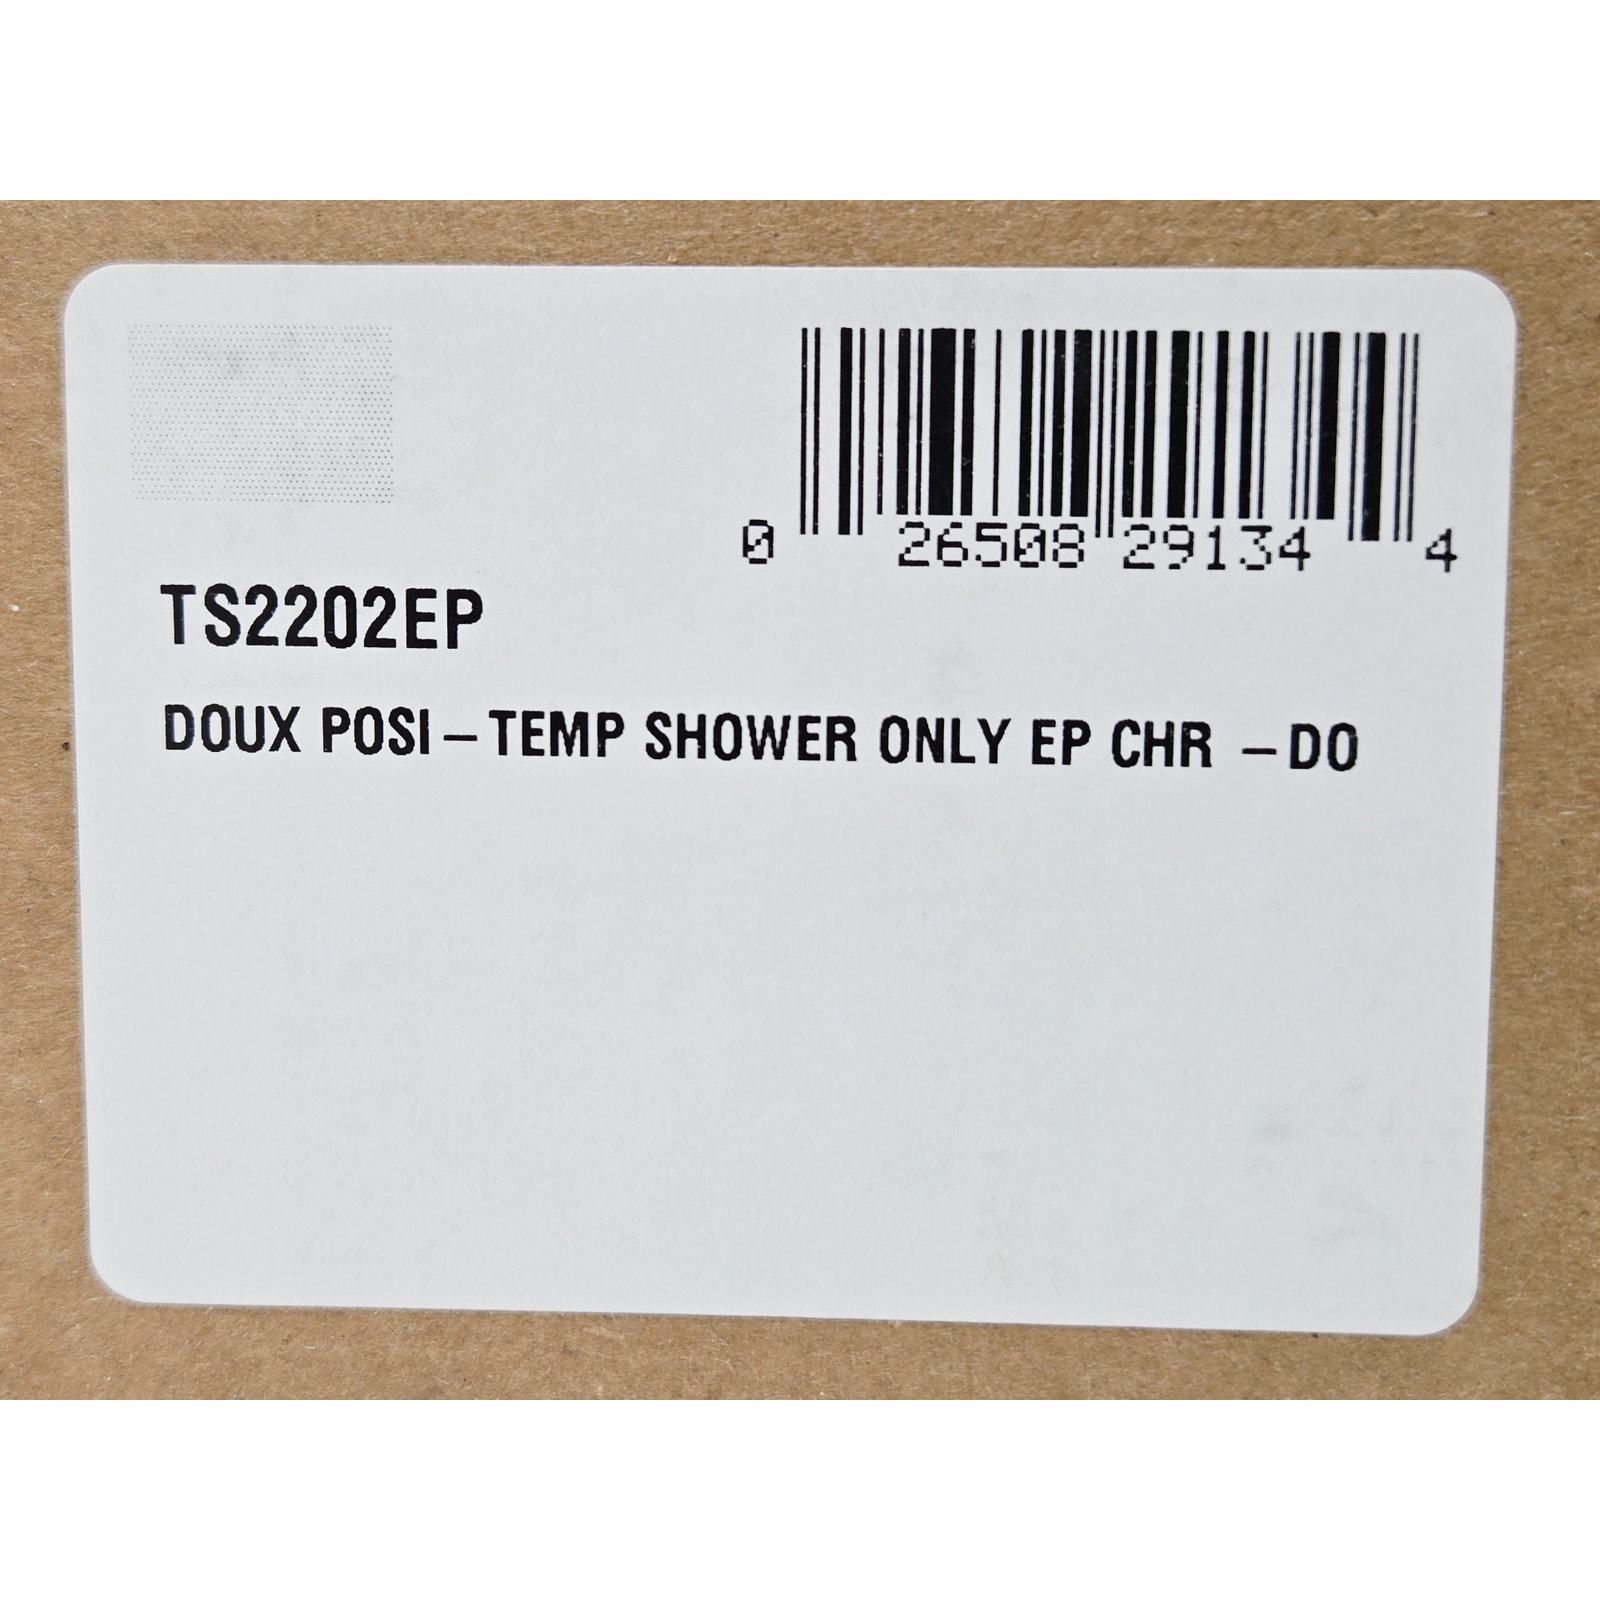 0 26508 29134 4
TS2202EP
DOUX POSI-TEMP SHOWER ONLY EP CHR -DO